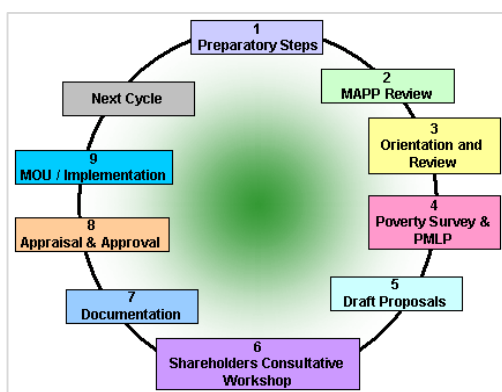 1
Preparatory Steps
2
MAPP Review
3
Orientation and
Review
4
Poverty Survey &
PMLP
5
Draft Proposals
6
Shareholders Consultative
Workshop
7
Documentation
8
Appraisal & Approval
9
MOU / Implementation
Next Cycle